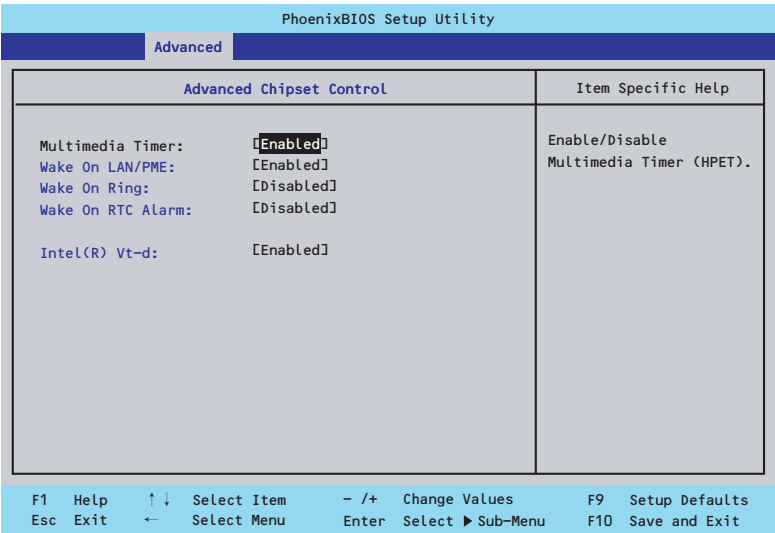 PhoenixBIOS Setup Utility
Advanced
Advanced Chipset Control
Item Specific Help
Multimedia Timer: [Enabled]
Wake On LAN/PME: [Enabled]
Wake On Ring: [Disabled]
Wake On RTC Alarm: [Disabled]
Intel(R) Vt-d: [Enabled]
Enable/Disable
Multimedia Timer (HPET).
F1 Help ↑↓ Select Item - /+ Change Values F9 Setup Defaults
Esc Exit ← Select Menu Enter Select ▶ Sub-Menu F10 Save and Exit